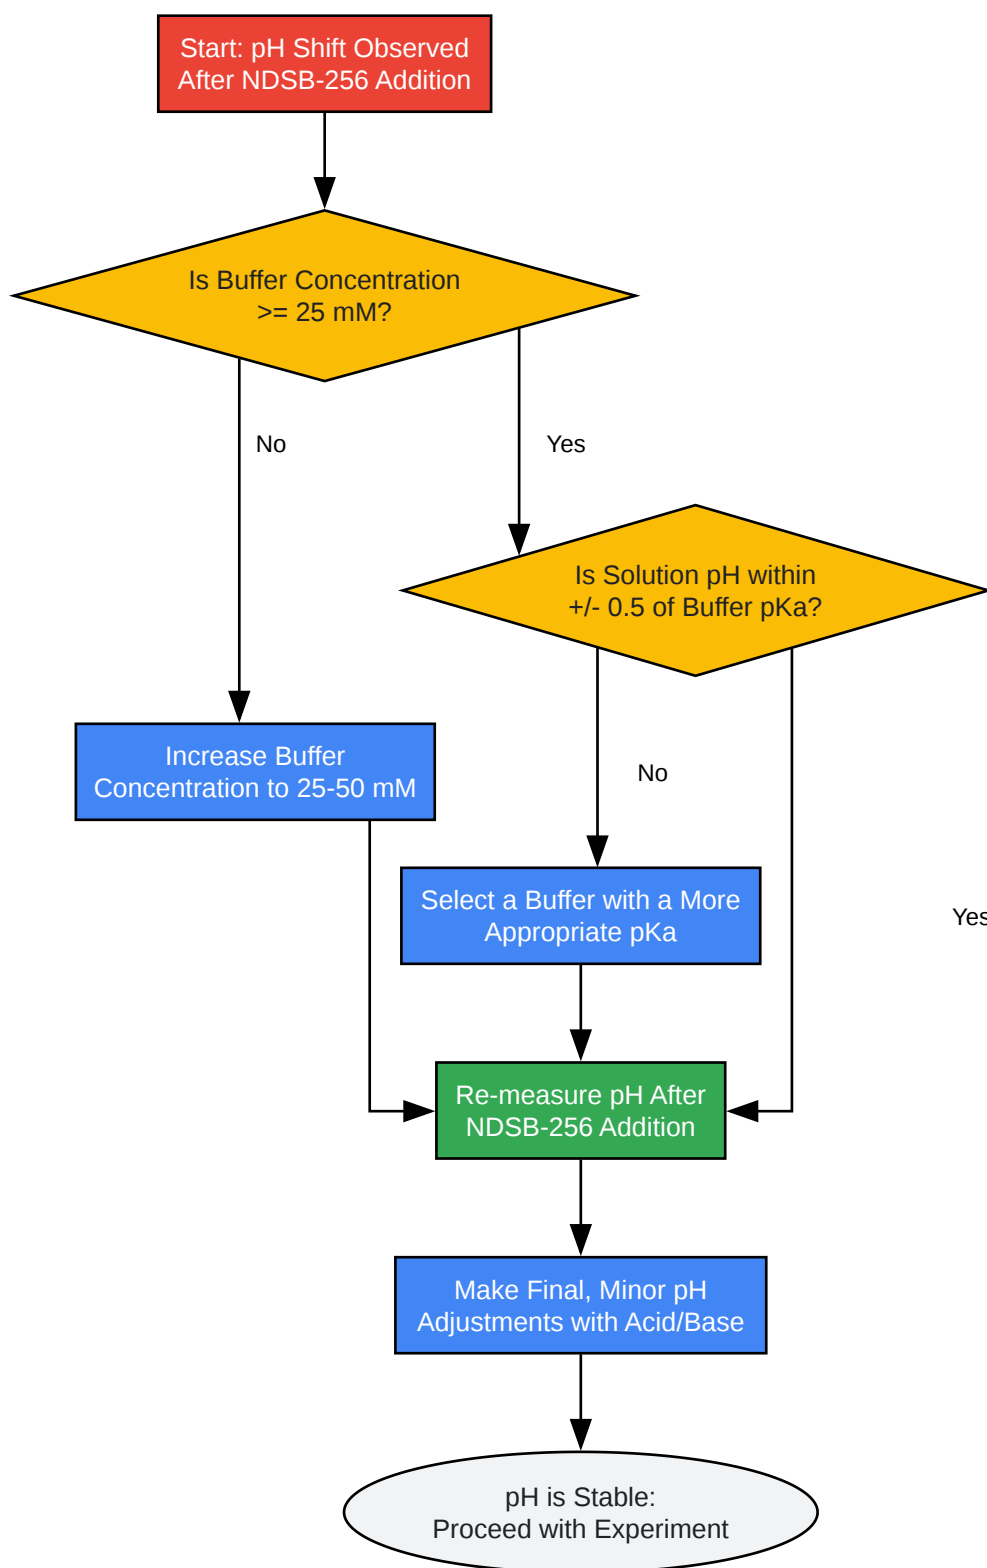 Start: pH Shift Observed
After NDSB-256 Addition
Is Buffer Concentration
>= 25 mM?
No
Yes
Is Solution pH within
+/- 0.5 of Buffer pKa?
Increase Buffer
Concentration to 25-50 mM
No
Select a Buffer with a More
Appropriate pKa
Yes
Re-measure pH After
NDSB-256 Addition
Make Final, Minor pH
Adjustments with Acid/Base
pH is Stable:
Proceed with Experiment